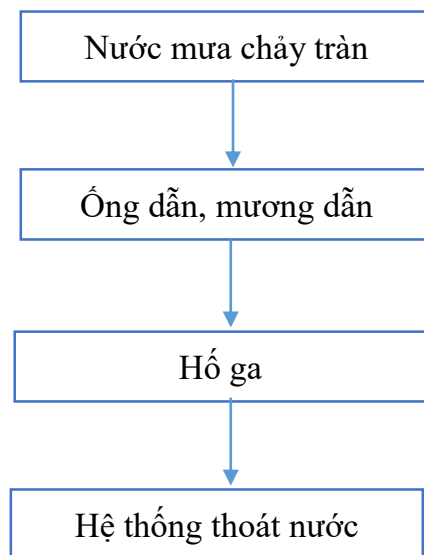 Nước mưa chảy tràn
Ống dẫn, mương dẫn
Hố ga
Hệ thống thoát nước